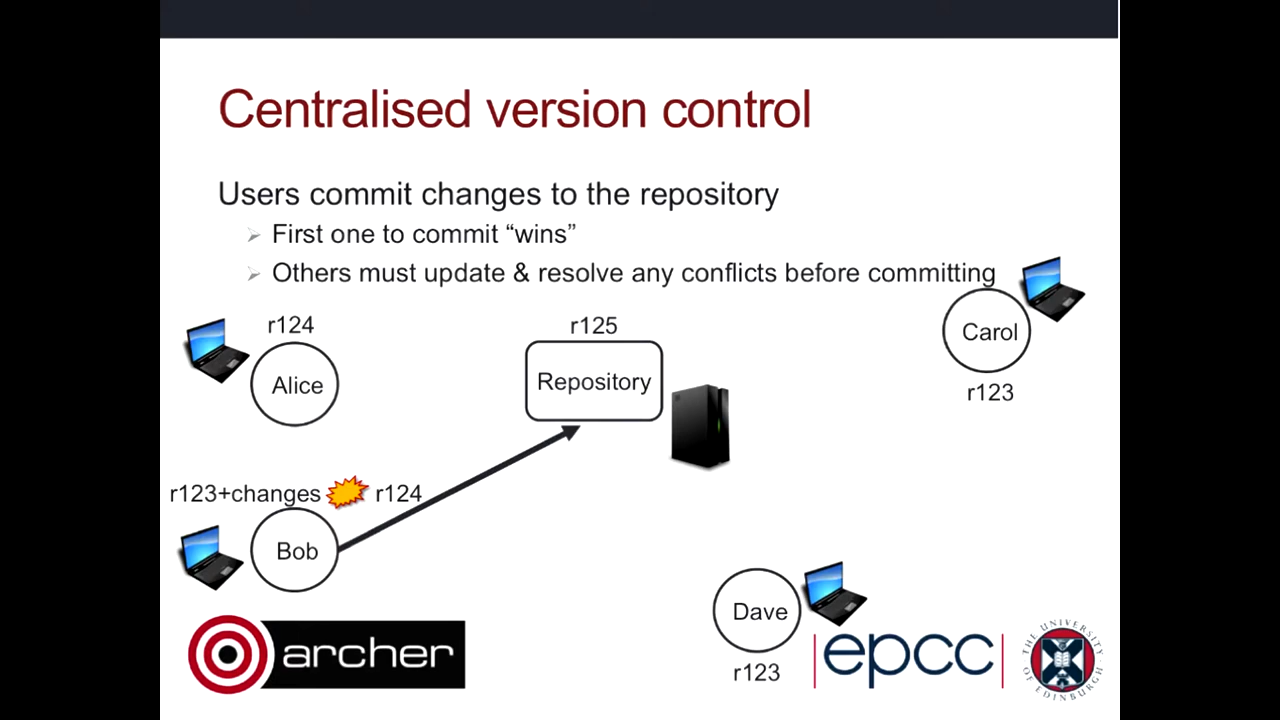 Centralised version control
Users commit changes to the repository
First one to commit “wins”
Others must update & resolve any conflicts before committing
r124
Alice
r125
Repository
Carol
r123
r123+changes r124
Bob
Dave
r123
archer
epcc
THE UNIVERSITY OF EDINBURGH